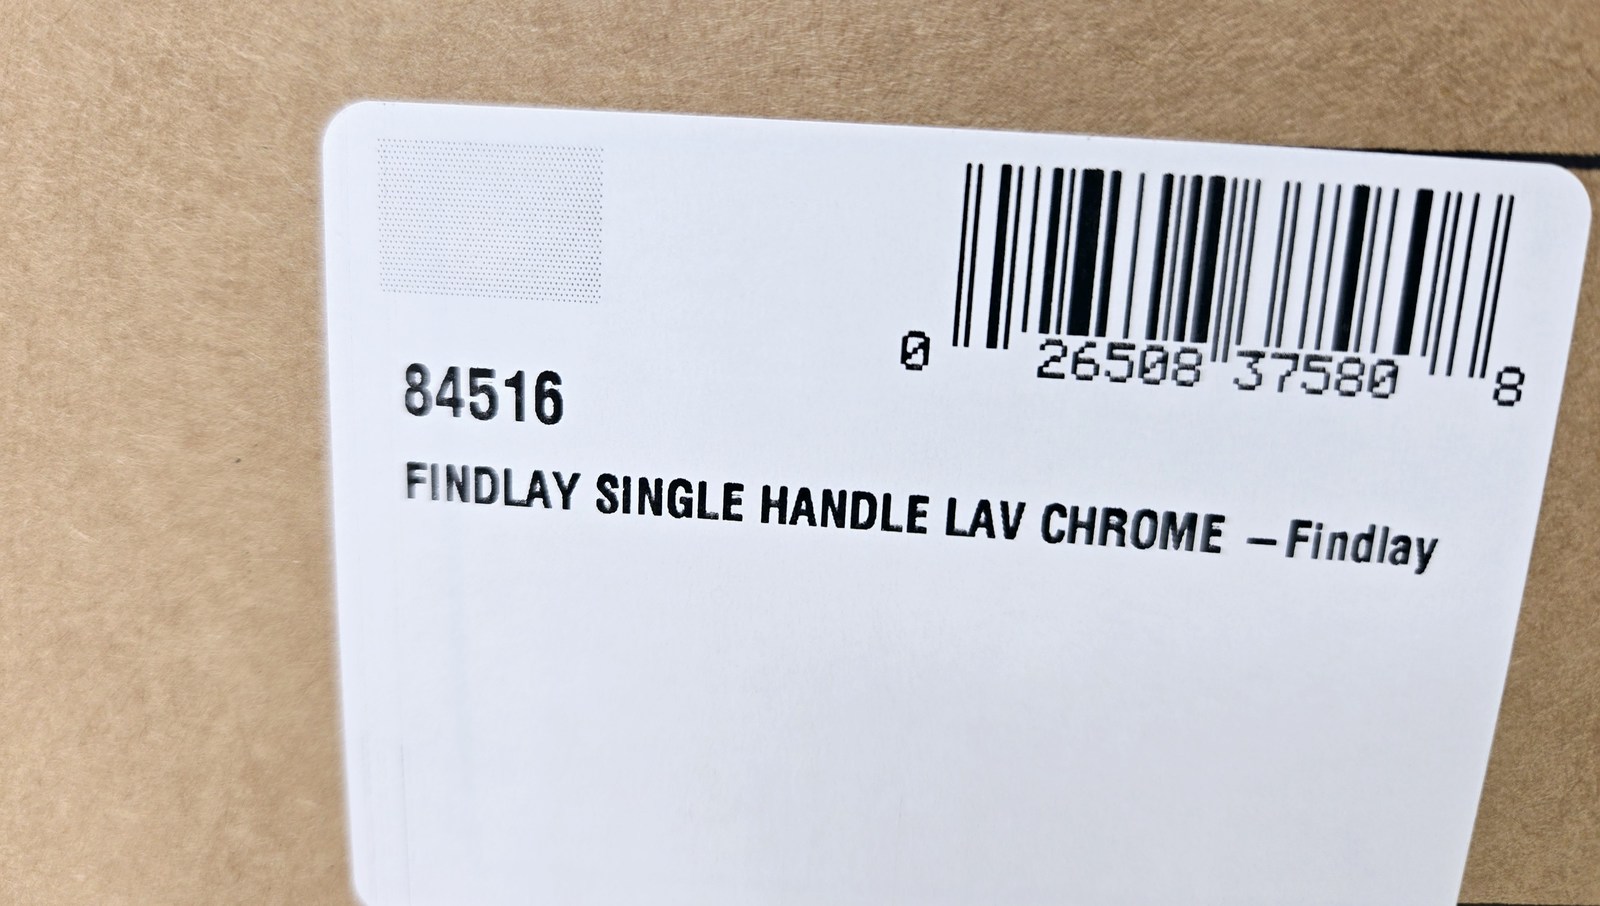 0 26508 37580 8
84516
FINDLAY SINGLE HANDLE LAV CHROME –Findlay